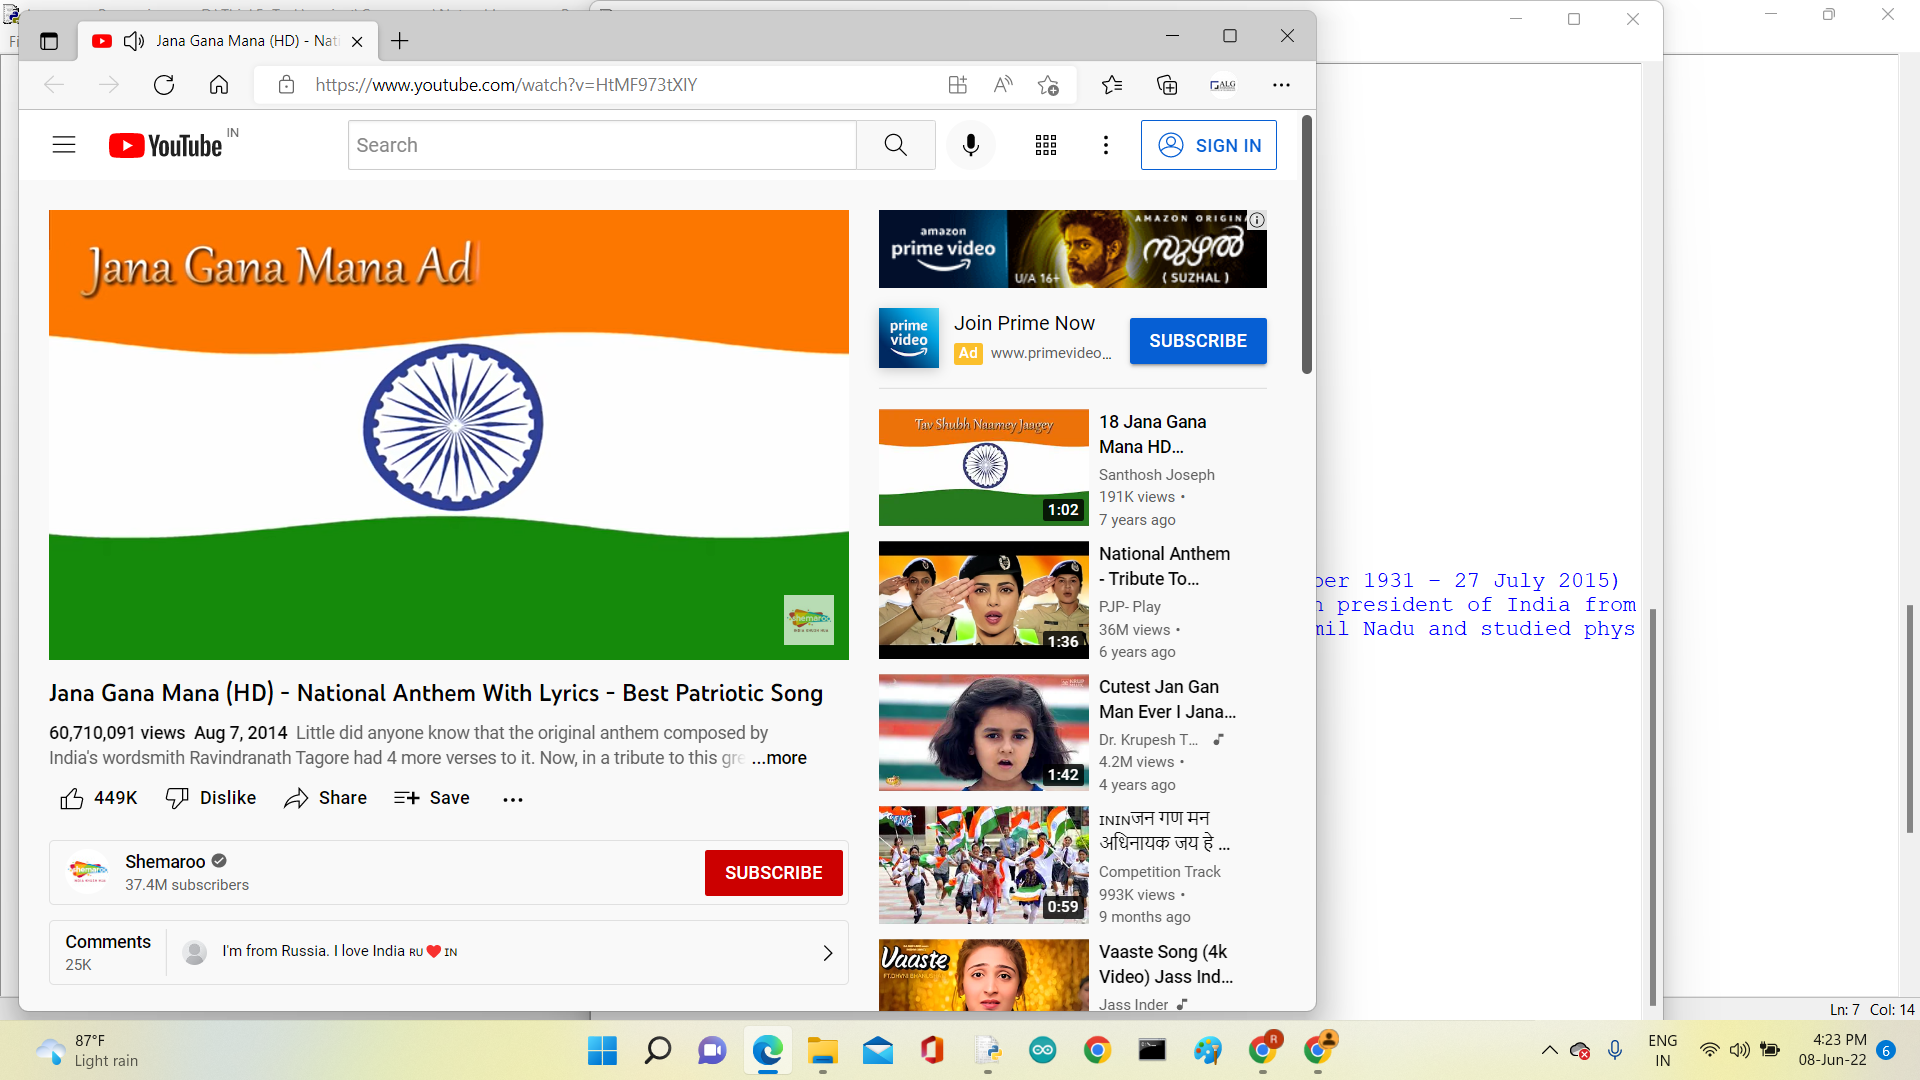 Jana Gana Mana (HD) - Nati
https://www.youtube.com/watch?v=HtMF973tXIY
ALG
YouTube IN
Search
SIGN IN
Jana Gana Mana Ad
shemaroo
Jana Gana Mana (HD) - National Anthem With Lyrics - Best Patriotic Song
60,710,091 views Aug 7, 2014 Little did anyone know that the original anthem composed by
India's wordsmith Ravindranath Tagore had 4 more verses to it. Now, in a tribute to this gre ...more
449K Dislike Share Save
Shemaroo
37.4M subscribers
SUBSCRIBE
Comments
25K
I'm from Russia. I love India RU ❤️ IN
AMAZON ORIGINA
amazon
prime video
സുഴൽ
U/A 16+
( SUZHAL )
prime
video
Join Prime Now
Ad www.primevideo...
SUBSCRIBE
Tav Shubh Naamey Jaagey
1:02
18 Jana Gana
Mana HD...
Santhosh Joseph
191K views •
7 years ago
1:36
National Anthem
- Tribute To...
PJP- Play
36M views •
6 years ago
1:42
Cutest Jan Gan
Man Ever I Jana...
Dr. Krupesh T...
4.2M views •
4 years ago
0:59
ININजन गण मन
अधिनायक जय हे ...
Competition Track
993K views •
9 months ago
Vaaste
FT. DHVNI BHANUSHALI
Vaaste Song (4k
Video) Jass Ind...
Jass Inder
ber 1931 – 27 July 2015)
president of India from
mil Nadu and studied phys
Ln: 7 Col: 14
87°F
Light rain
R
ENG
IN
4:23 PM
08-Jun-22
6